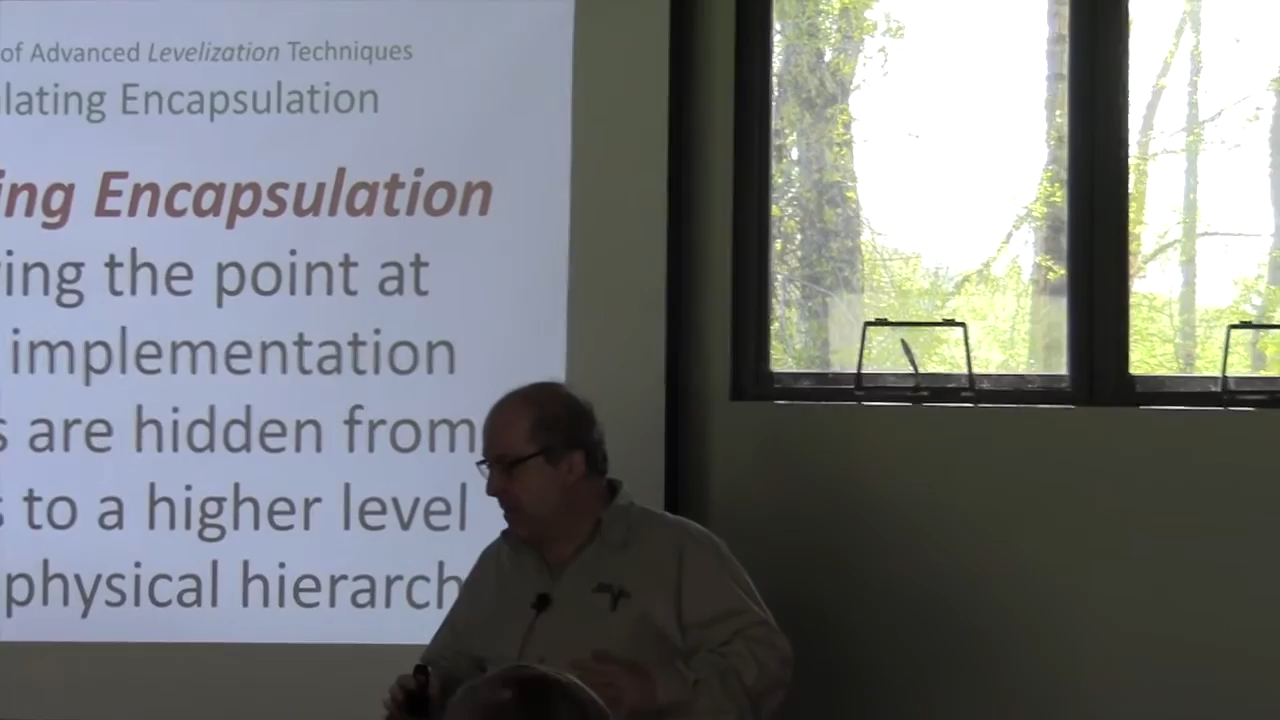 of Advanced Levelization Techniques
lating Encapsulation
ing Encapsulation
ing the point at
implementation
s are hidden from
s to a higher level
physical hierarch